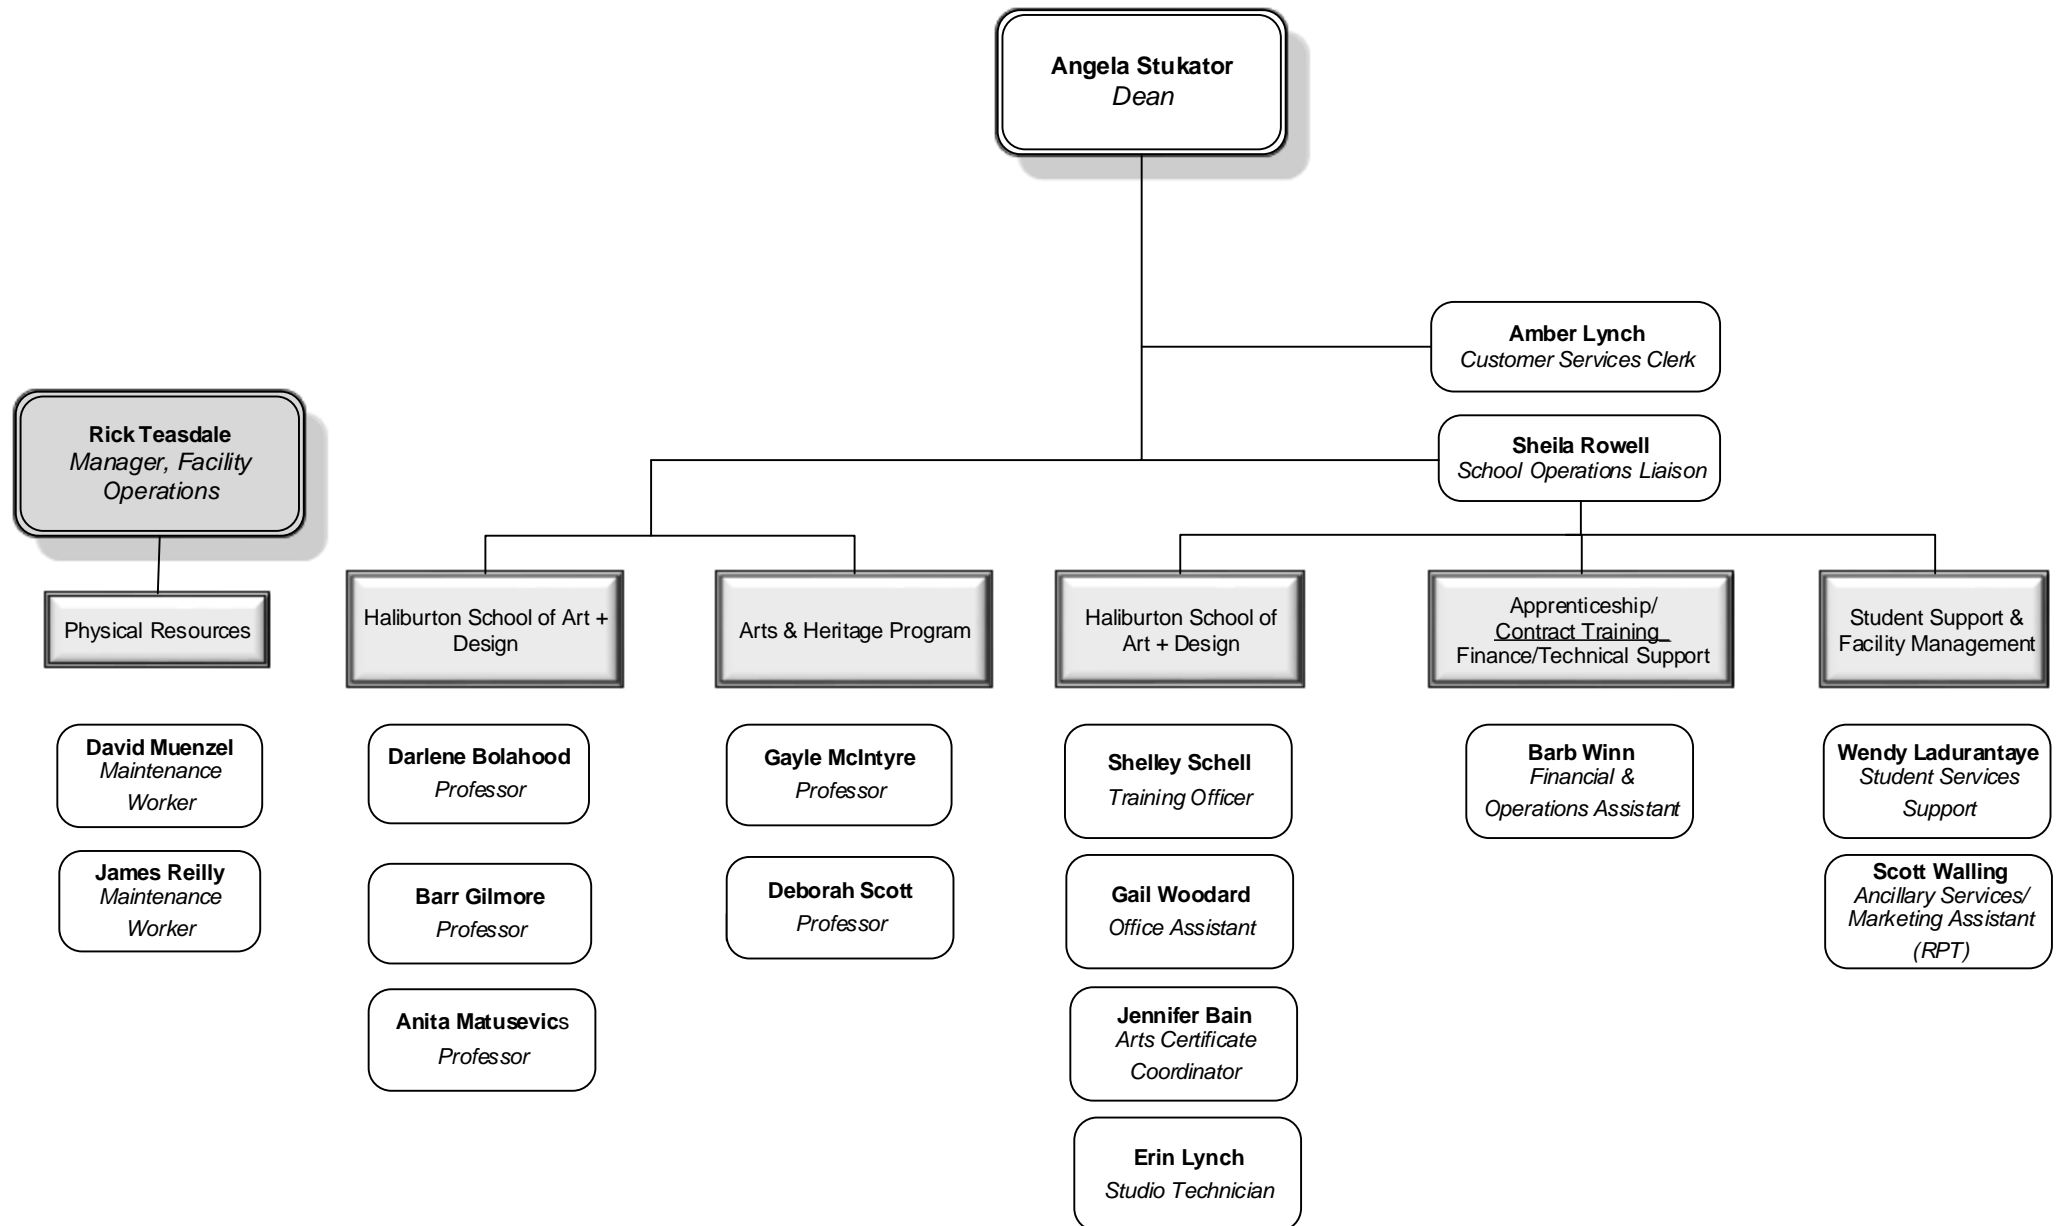 Angela Stukator
Dean
Amber Lynch
Customer Services Clerk
Rick Teasdale
Manager, Facility
Operations
Sheila Rowell
School Operations Liaison
Physical Resources
Haliburton School of Art +
Design
Arts & Heritage Program
Haliburton School of
Art + Design
Apprenticeship/
Contract Training_
Finance/Technical Support
Student Support &
Facility Management
David Muenzel
Maintenance
Worker
James Reilly
Maintenance
Worker
Darlene Bolahood
Professor
Barr Gilmore
Professor
Anita Matusevics
Professor
Gayle McIntyre
Professor
Deborah Scott
Professor
Shelley Schell
Training Officer
Gail Woodard
Office Assistant
Jennifer Bain
Arts Certificate
Coordinator
Erin Lynch
Studio Technician
Barb Winn
Financial &
Operations Assistant
Wendy Ladurantaye
Student Services
Support
Scott Walling
Ancillary Services/
Marketing Assistant
(RPT)